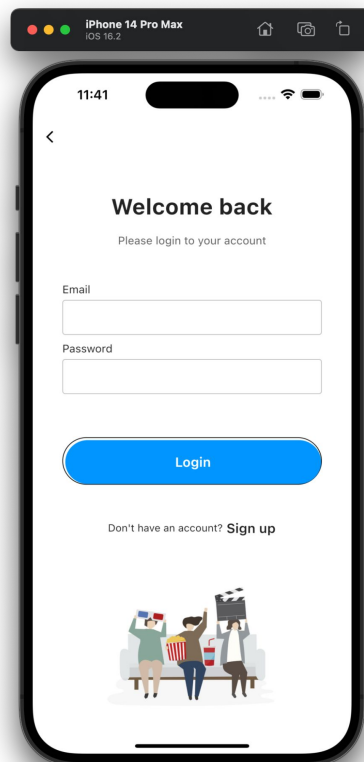 iPhone 14 Pro Max
iOS 16.2
11:41
Welcome back
Please login to your account
Email
Password
Login
Don't have an account? Sign up